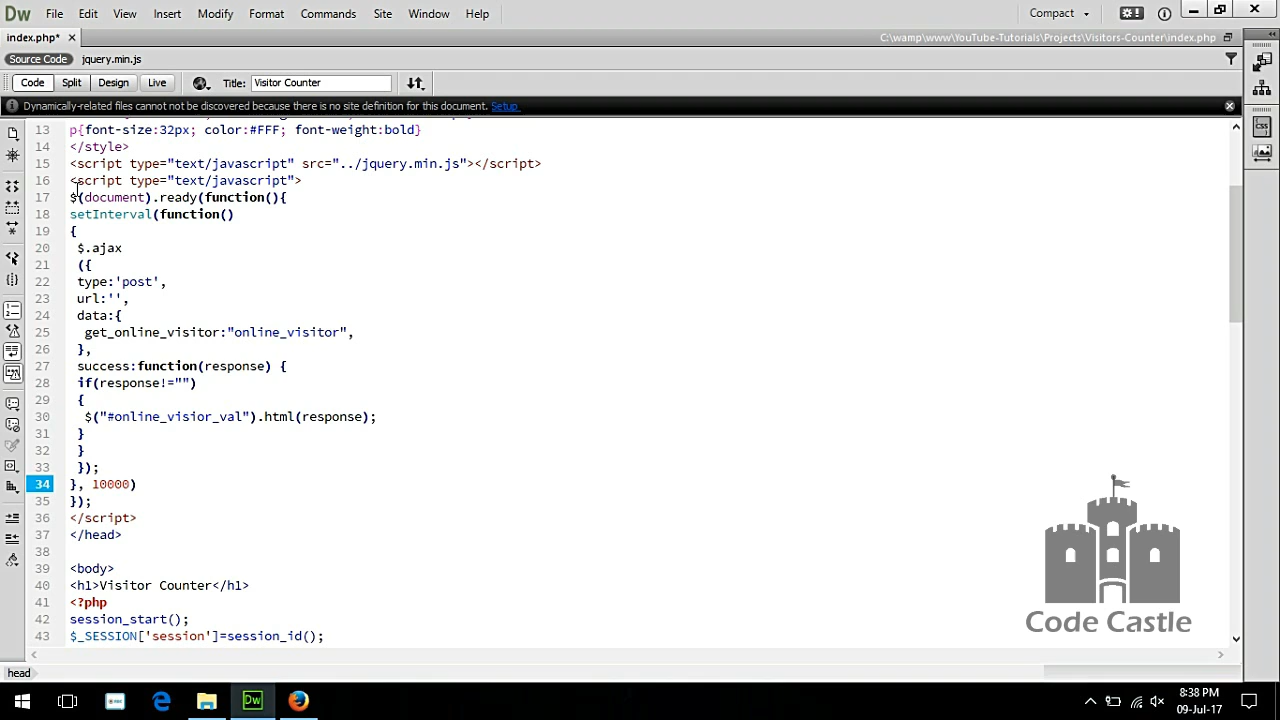 Dw File Edit View Insert Modify Format Commands Site Window Help Compact
index.php* C:\wamp\www\YouTube-Tutorials\Projects\Visitors-Counter\index.php
Source Code jquery.min.js
Code Split Design Live Title: Visitor Counter
Dynamically-related files cannot be discovered because there is no site definition for this document. Setup
13 p{font-size:32px; color:#FFF; font-weight:bold}
14 </style>
15 <script type="text/javascript" src="../jquery.min.js"></script>
16 <script type="text/javascript">
17 $(document).ready(function(){
18 setInterval(function()
19 {
20 $.ajax
21 ({
22 type:'post',
23 url:'',
24 data:{
25 get_online_visitor:"online_visitor",
26 },
27 success:function(response) {
28 if(response!="")
29 {
30 $("#online_visior_val").html(response);
31 }
32 }
33 });
34 }, 10000)
35 });
36 </script>
37 </head>
38
39 <body>
40 <h1>Visitor Counter</h1>
41 <?php
42 session_start();
43 $_SESSION['session']=session_id();
Code Castle
head
Dw
8:38 PM
09-Jul-17